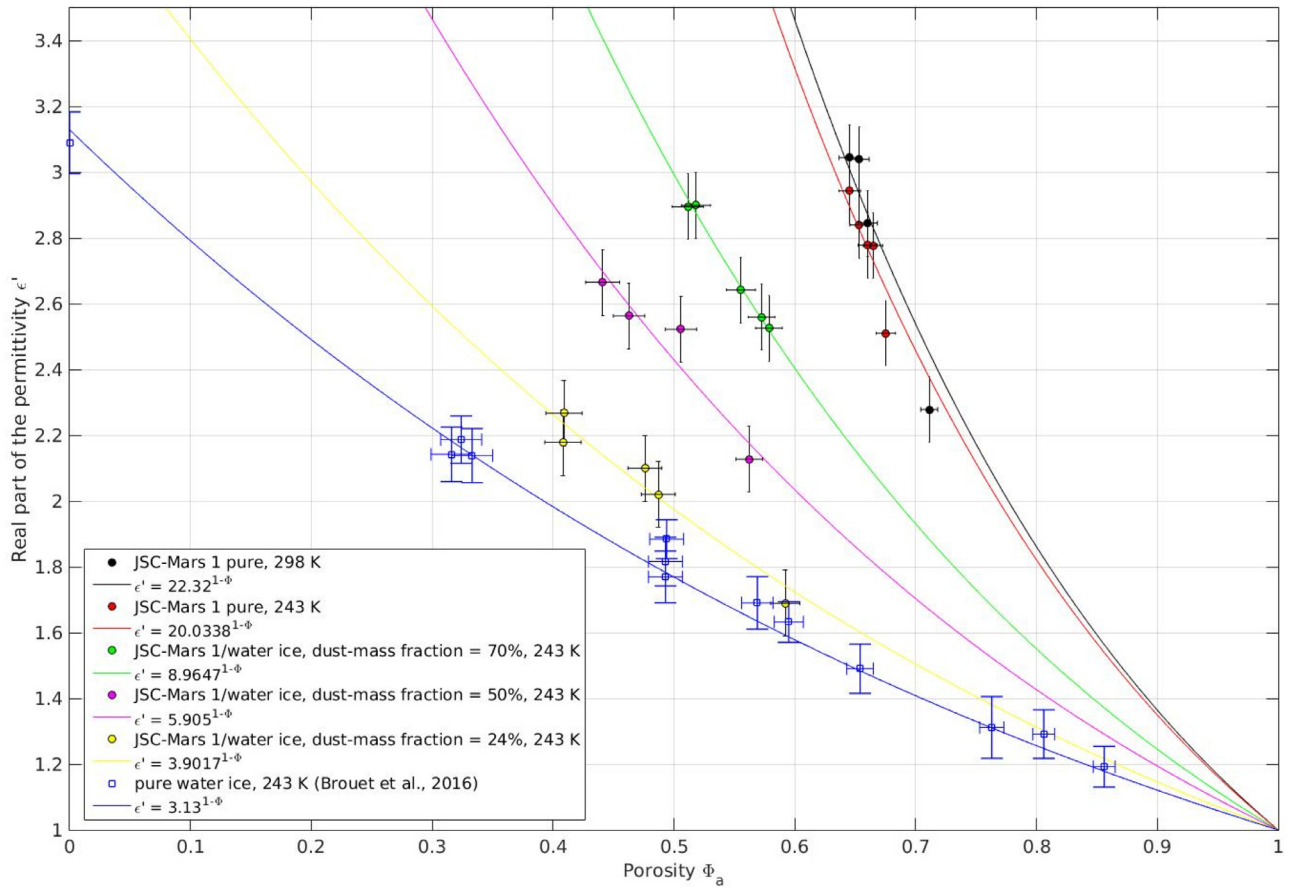 3.4
3.2
3
2.8
2.6
2.4
2.2
2
1.8
1.6
1.4
1.2
1
Real part of the permittivity ϵ'
JSC-Mars 1 pure, 298 K
ϵ' = 22.32^{1-Φ}
JSC-Mars 1 pure, 243 K
ϵ' = 20.0338^{1-Φ}
JSC-Mars 1/water ice, dust-mass fraction = 70%, 243 K
ϵ' = 8.9647^{1-Φ}
JSC-Mars 1/water ice, dust-mass fraction = 50%, 243 K
ϵ' = 5.905^{1-Φ}
JSC-Mars 1/water ice, dust-mass fraction = 24%, 243 K
ϵ' = 3.9017^{1-Φ}
pure water ice, 243 K (Brouet et al., 2016)
ϵ' = 3.13^{1-Φ}
0 0.1 0.2 0.3 0.4 0.5 0.6 0.7 0.8 0.9 1
Porosity Φ_a